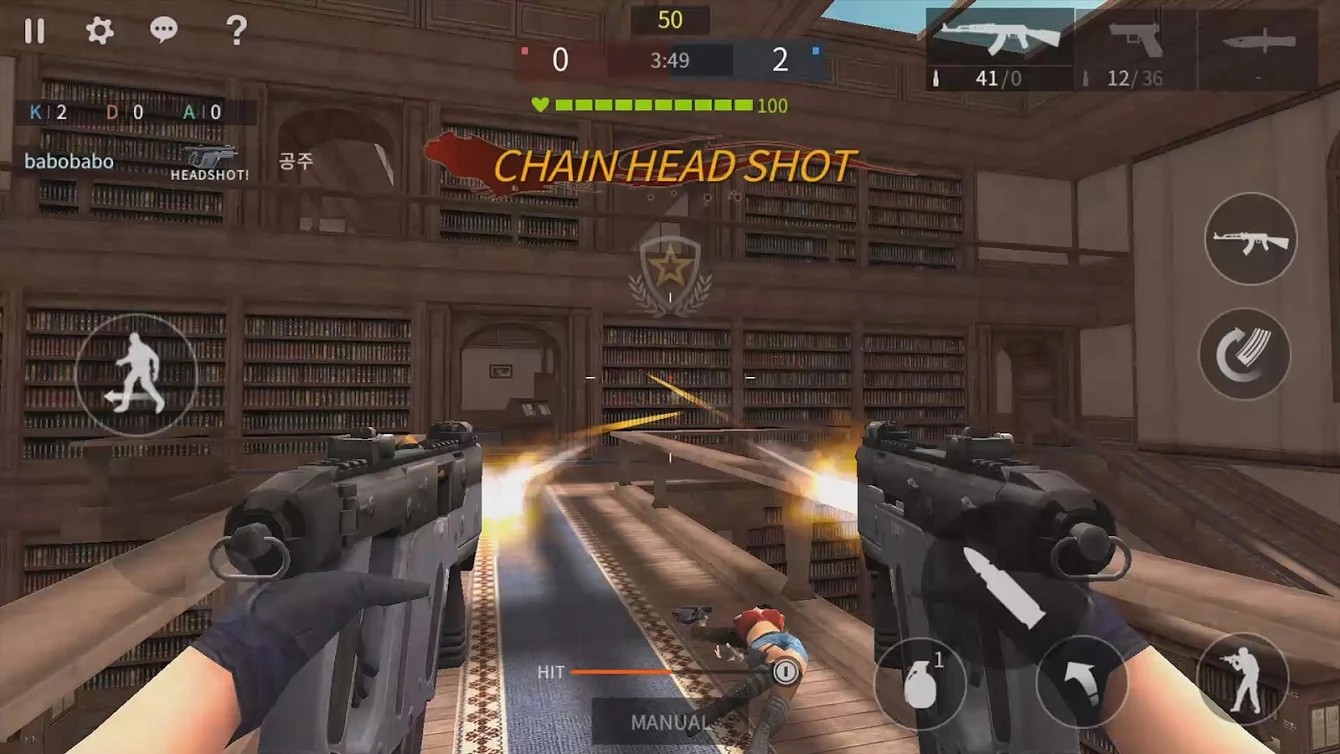 ?
50
0 3:49 2
41/0 12/36 -
100
K 2 D 0 A 0
CHAIN HEAD SHOT
babobabo HEADSHOT! 공주
1
HIT
MANUAL